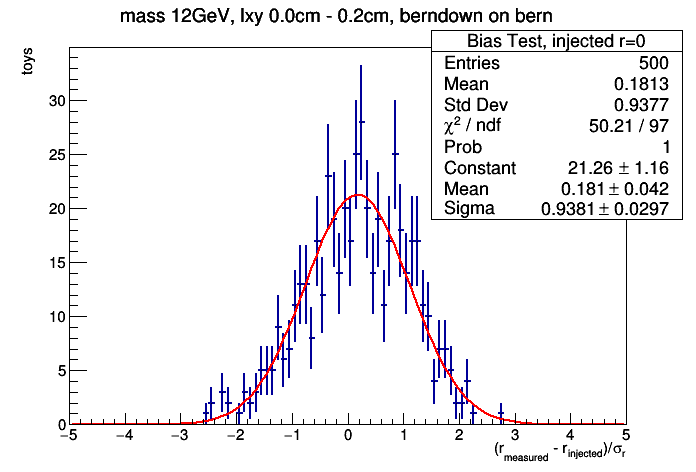 mass 12GeV, lxy 0.0cm - 0.2cm, berndown on bern
toys
Bias Test, injected r=0
Entries 500
Mean 0.1813
Std Dev 0.9377
χ² / ndf 50.21 / 97
Prob 1
Constant 21.26 ± 1.16
Mean 0.181 ± 0.042
Sigma 0.9381 ± 0.0297
30
25
20
15
10
5
0
−5 −4 −3 −2 −1 0 1 2 3 4 5
(r_measured - r_injected)/σ_r